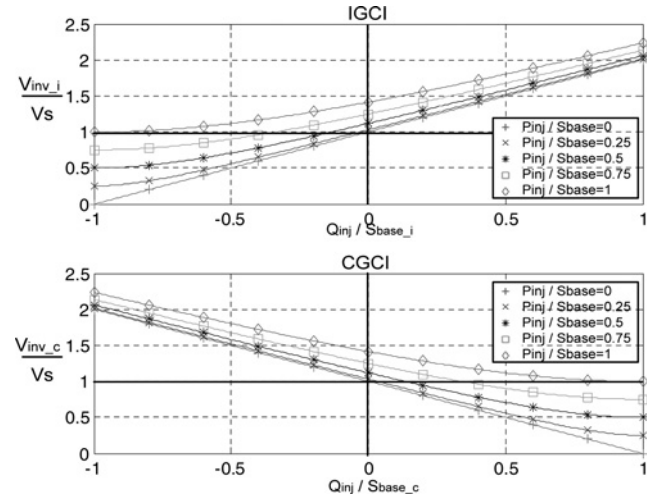 IGCI
2.5
2
1.5
1
0.5
0
V inv_i
Vs
Pinj / Sbase=0
Pinj / Sbase=0.25
Pinj / Sbase=0.5
Pinj / Sbase=0.75
Pinj / Sbase=1
-1 -0.5 0 0.5 1
Qinj / Sbase_i
CGCI
2.5
2
1.5
1
0.5
0
Vinv_c
Vs
Pinj / Sbase=0
Pinj / Sbase=0.25
Pinj / Sbase=0.5
Pinj / Sbase=0.75
Pinj / Sbase=1
-1 -0.5 0 0.5 1
Qinj / Sbase_c